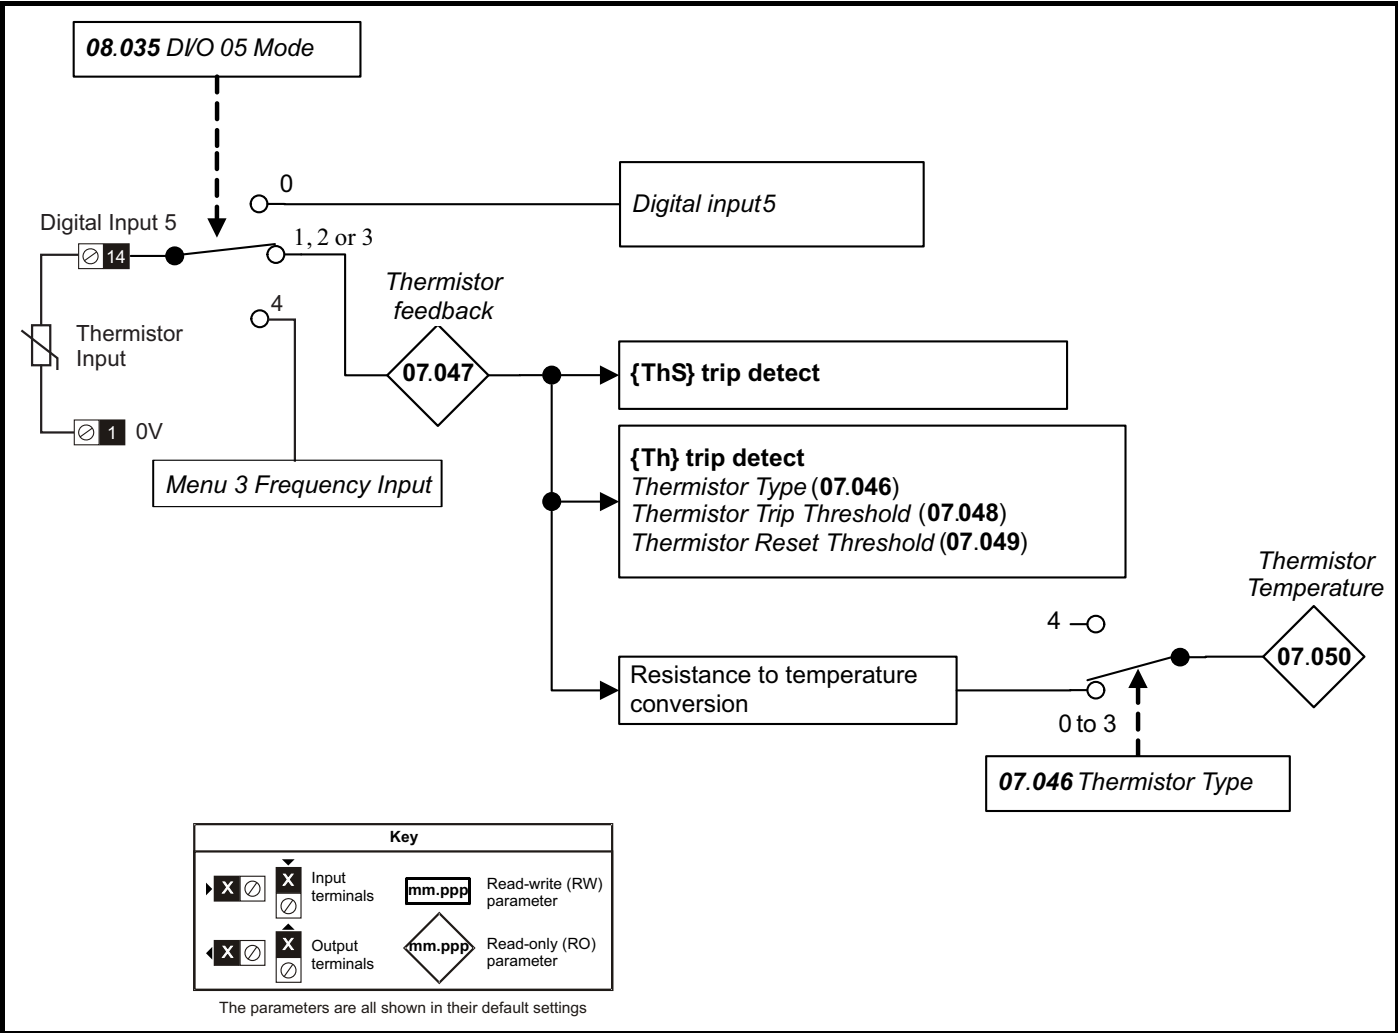 08.035 DI/O 05 Mode
0
Digital input5
Digital Input 5
14
1, 2 or 3
4
Thermistor
feedback
Thermistor
Input
07.047
{ThS} trip detect
1
0V
Menu 3 Frequency Input
{Th} trip detect
Thermistor Type (07.046)
Thermistor Trip Threshold (07.048)
Thermistor Reset Threshold (07.049)
Thermistor
Temperature
4
07.050
Resistance to temperature
conversion
0 to 3
07.046 Thermistor Type
Key
X
X
Input
terminals
mm.ppp
Read-write (RW)
parameter
X
X
Output
terminals
mm.ppp
Read-only (RO)
parameter
The parameters are all shown in their default settings